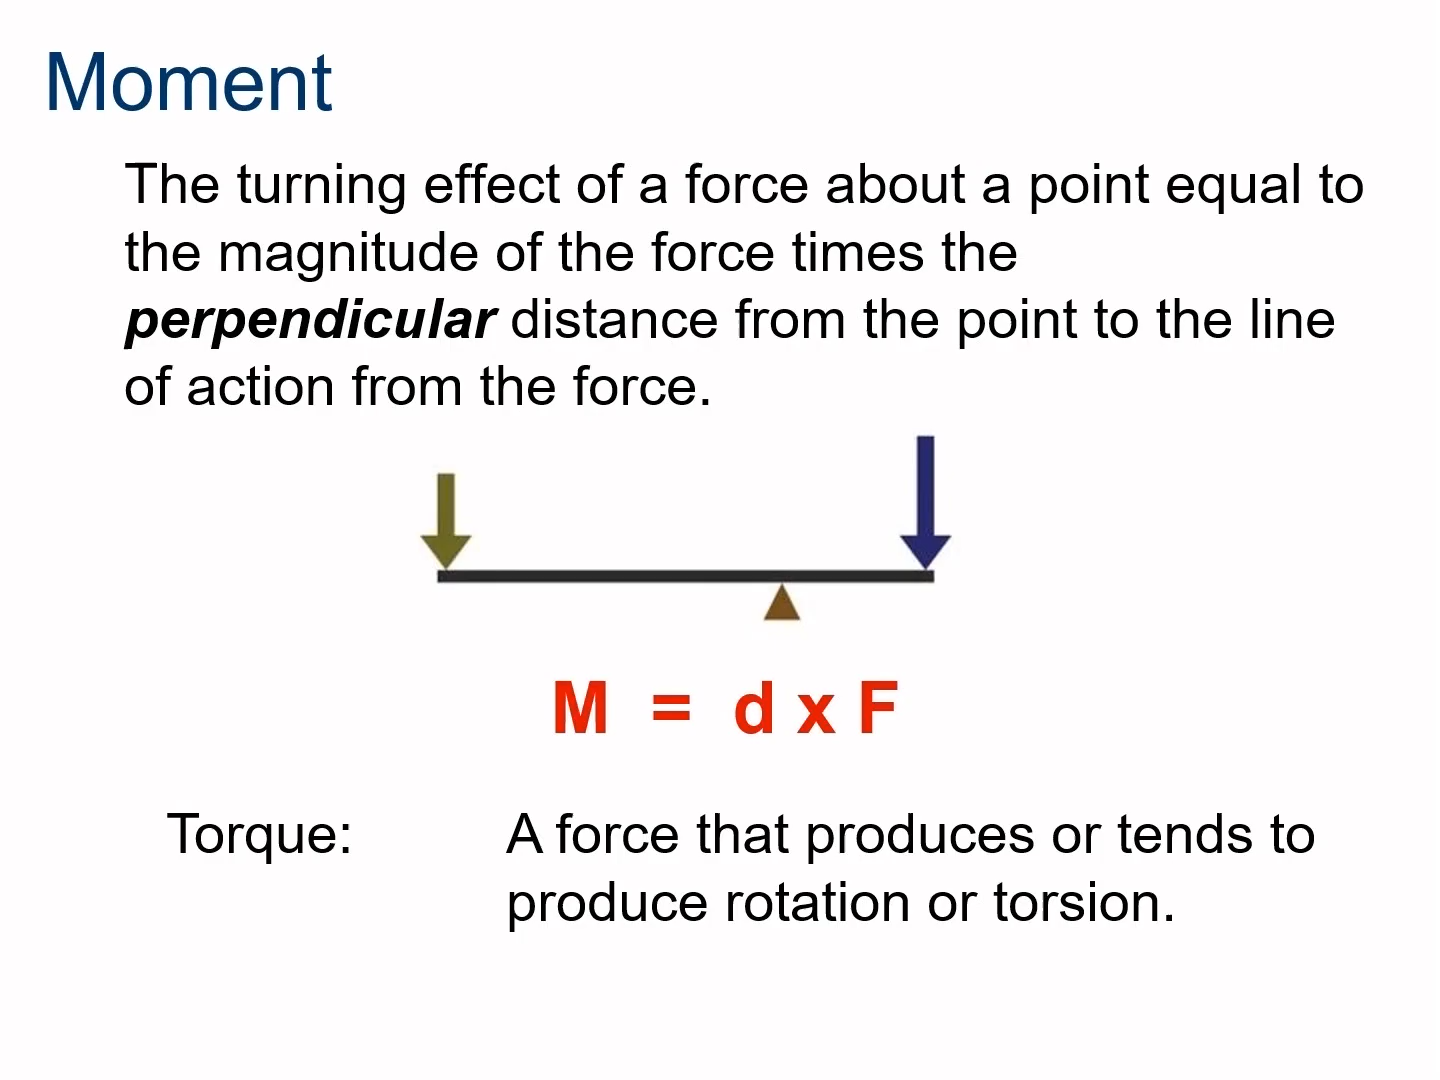 Moment
The turning effect of a force about a point equal to
the magnitude of the force times the
perpendicular distance from the point to the line
of action from the force.
M = d x F
Torque: A force that produces or tends to
produce rotation or torsion.